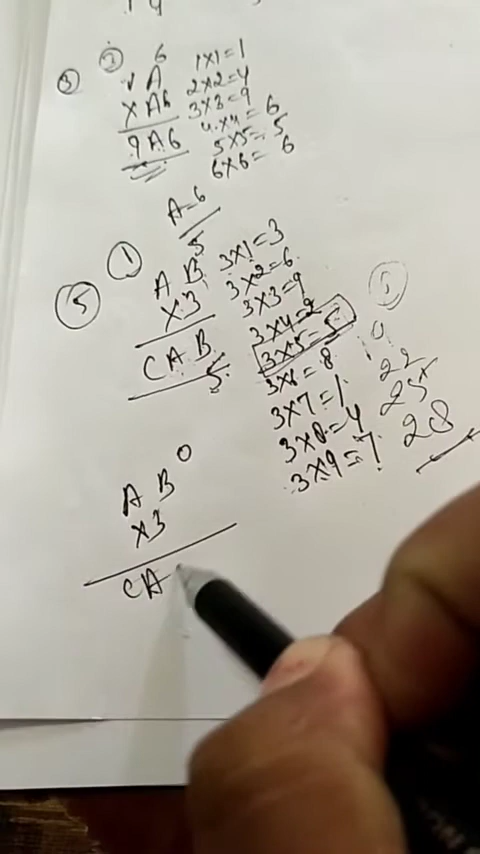 ③ ② 6
A 1×1=1
×A6 2×2=4
9A6 3×3=9
4×4= 6
5×5= 5
6×6= 6
A=6
⑤ ① 5
A B 3×1=3
×3 3×2=6
CAB 3×3=9
5 3×4=2
3×5=5
3×6=8
3×7=1
3×8=4
3×9=7
22
25
28
A B 0
×3
CA